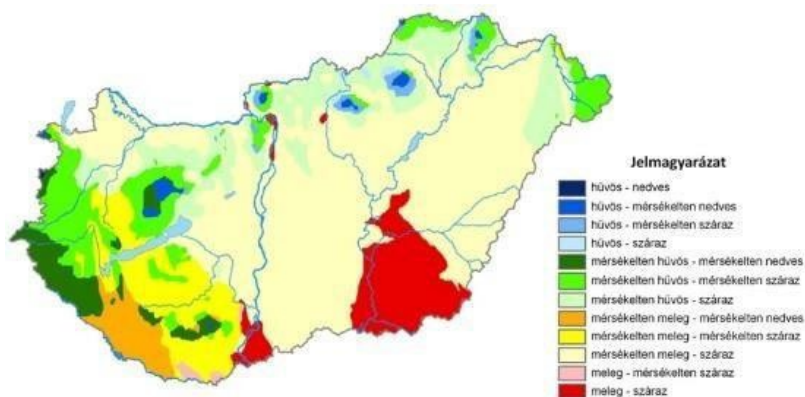 Jelmagyarázat
hűvös - nedves
hűvös - mérsékelten nedves
hűvös - mérsékelten száraz
hűvös - száraz
mérsékelten hűvös - mérsékelten nedves
mérsékelten hűvös - mérsékelten száraz
mérsékelten hűvös - száraz
mérsékelten meleg - mérsékelten nedves
mérsékelten meleg - mérsékelten száraz
mérsékelten meleg - száraz
meleg - mérsékelten száraz
meleg - száraz